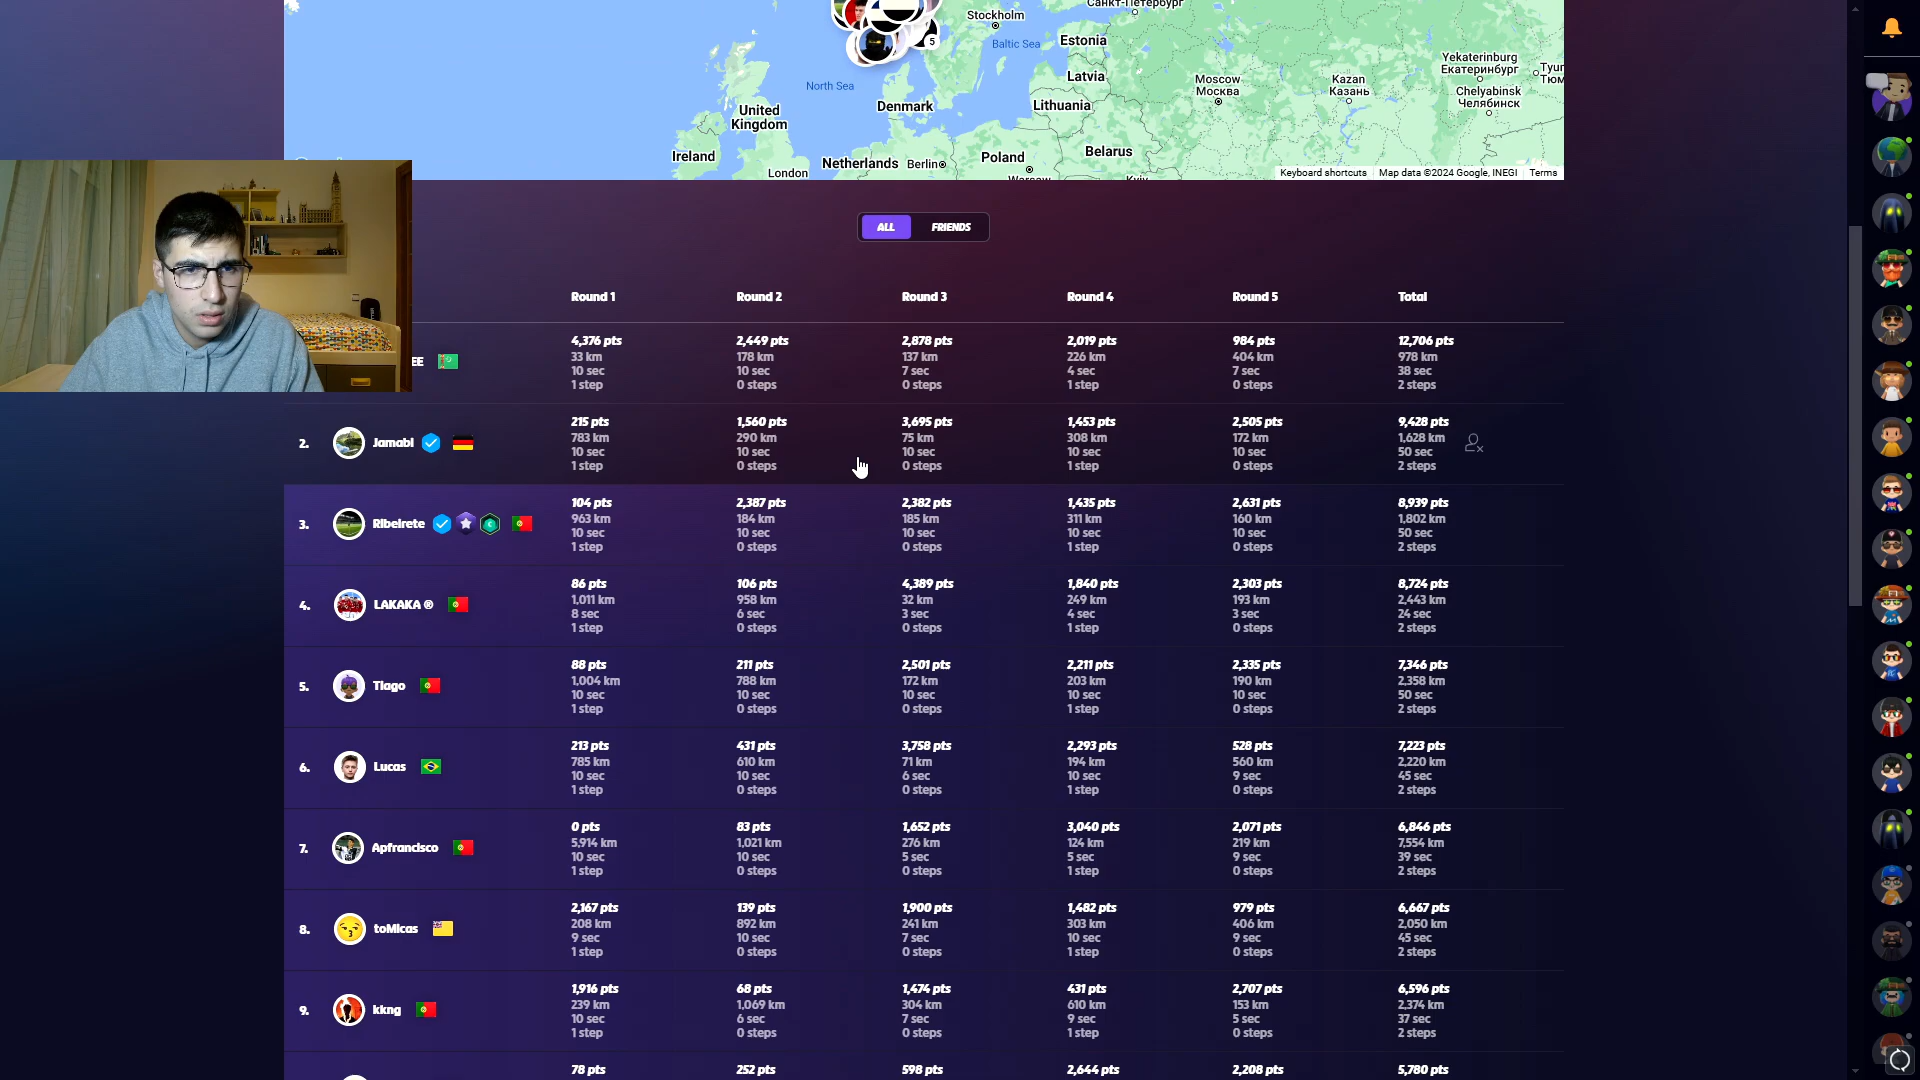 Stockholm
Санкт-Петербург
5
Baltic Sea
Estonia
Yekaterinburg
Екатеринбург
Latvia
Moscow
Москва
Kazan
Казань
North Sea
Chelyabinsk
Челябинск
Denmark
Lithuania
United
Kingdom
Belarus
Ireland
Netherlands
Berlin
Poland
London
Keyboard shortcuts
Map data ©2024 Google, INEGI
Terms
ALL
FRIENDS
Round 1 Round 2 Round 3 Round 4 Round 5 Total
4,376 pts 2,449 pts 2,878 pts 2,019 pts 984 pts 12,706 pts
33 km 178 km 137 km 226 km 404 km 978 km
10 sec 10 sec 7 sec 4 sec 7 sec 38 sec
1 step 0 steps 0 steps 1 step 0 steps 2 steps
2. Jamabl
215 pts 1,560 pts 3,695 pts 1,453 pts 2,505 pts 9,428 pts
783 km 290 km 75 km 308 km 172 km 1,628 km
10 sec 10 sec 10 sec 10 sec 10 sec 50 sec
1 step 0 steps 0 steps 1 step 0 steps 2 steps
3. Ribeirete
104 pts 2,387 pts 2,382 pts 1,435 pts 2,631 pts 8,939 pts
963 km 184 km 185 km 311 km 160 km 1,802 km
10 sec 10 sec 10 sec 10 sec 10 sec 50 sec
1 step 0 steps 0 steps 1 step 0 steps 2 steps
4. LAKAKA ®
86 pts 106 pts 4,389 pts 1,840 pts 2,303 pts 8,724 pts
1,011 km 958 km 32 km 249 km 193 km 2,443 km
8 sec 6 sec 3 sec 4 sec 3 sec 24 sec
1 step 0 steps 0 steps 1 step 0 steps 2 steps
5. Tiago
88 pts 211 pts 2,501 pts 2,211 pts 2,335 pts 7,346 pts
1,004 km 788 km 172 km 203 km 190 km 2,358 km
10 sec 10 sec 10 sec 10 sec 10 sec 50 sec
1 step 0 steps 0 steps 1 step 0 steps 2 steps
6. Lucas
213 pts 431 pts 3,758 pts 2,293 pts 528 pts 7,223 pts
785 km 610 km 71 km 194 km 560 km 2,220 km
10 sec 10 sec 6 sec 10 sec 9 sec 45 sec
1 step 0 steps 0 steps 1 step 0 steps 2 steps
7. Apfrancisco
0 pts 83 pts 1,652 pts 3,040 pts 2,071 pts 6,846 pts
5,914 km 1,021 km 276 km 124 km 219 km 7,554 km
10 sec 10 sec 5 sec 5 sec 9 sec 39 sec
1 step 0 steps 0 steps 1 step 0 steps 2 steps
8. toMicas
2,167 pts 139 pts 1,900 pts 1,482 pts 979 pts 6,667 pts
208 km 892 km 241 km 303 km 406 km 2,050 km
9 sec 10 sec 7 sec 10 sec 9 sec 45 sec
1 step 0 steps 0 steps 1 step 0 steps 2 steps
9. kkng
1,916 pts 68 pts 1,474 pts 431 pts 2,707 pts 6,596 pts
239 km 1,069 km 304 km 610 km 153 km 2,374 km
10 sec 6 sec 7 sec 9 sec 5 sec 37 sec
1 step 0 steps 0 steps 1 step 0 steps 2 steps
78 pts 252 pts 598 pts 2,644 pts 2,208 pts 5,780 pts